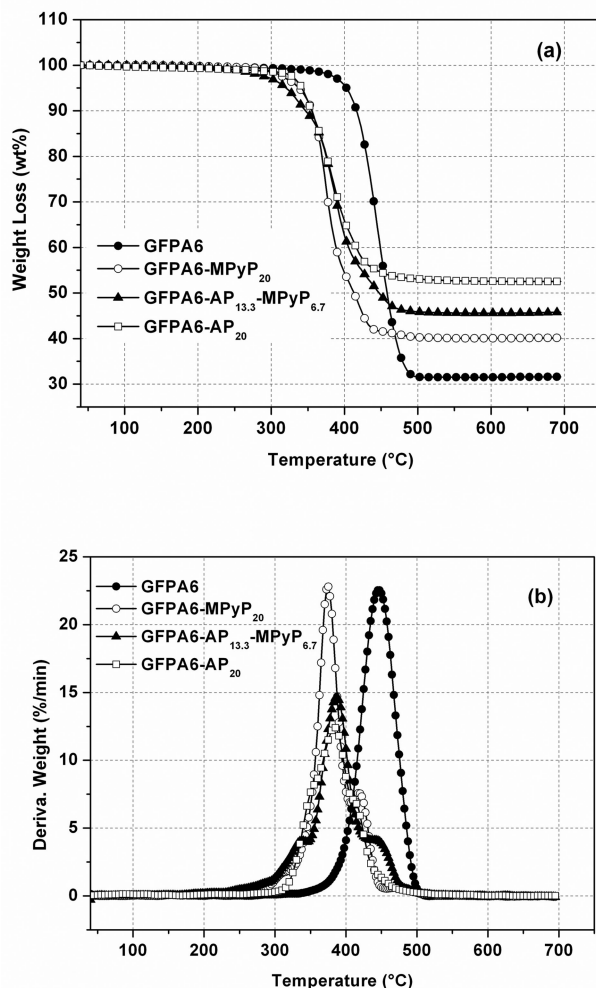 110
(a)
100
90
80
70
60
50
40
30
Weight Loss (wt%)
GFPA6
GFPA6-MPyP20
GFPA6-AP13.3-MPyP6.7
GFPA6-AP20
100 200 300 400 500 600 700
Temperature (°C)
25
(b)
20
15
10
5
0
Deriva. Weight (%/min)
GFPA6
GFPA6-MPyP20
GFPA6-AP13.3-MPyP6.7
GFPA6-AP20
100 200 300 400 500 600 700
Temperature (°C)